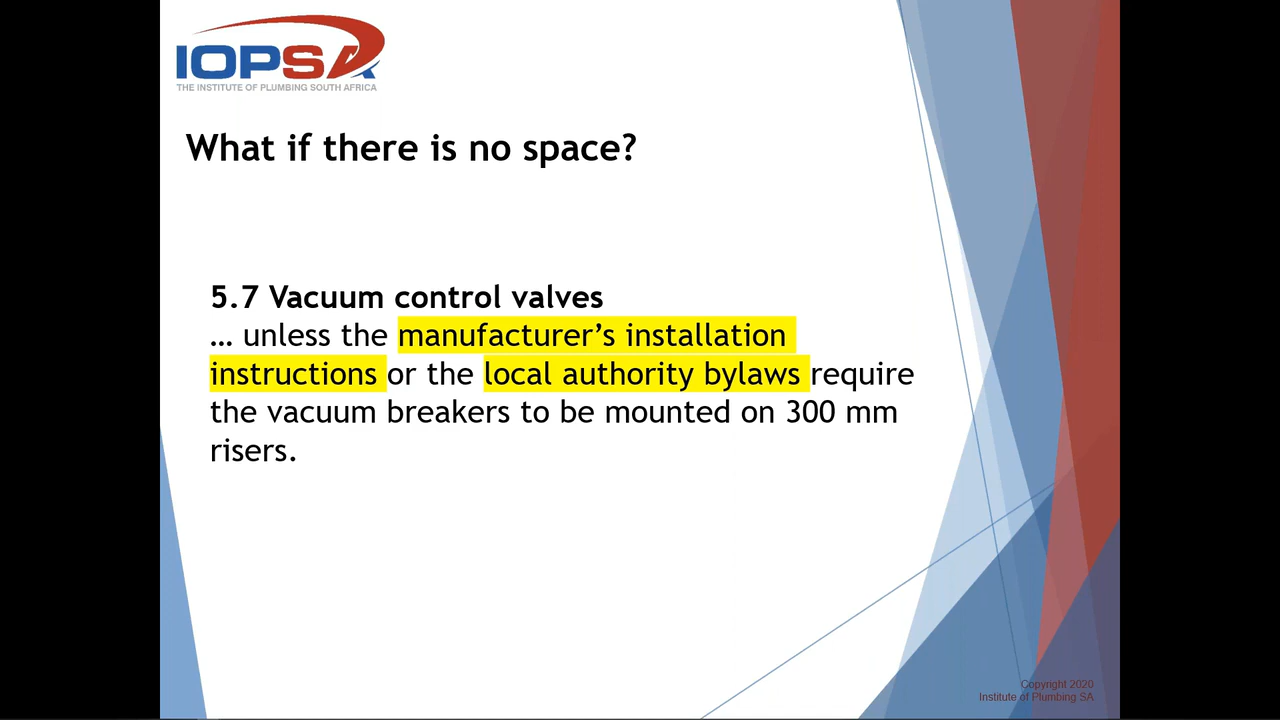 IOPSA
THE INSTITUTE OF PLUMBING SOUTH AFRICA
What if there is no space?
5.7 Vacuum control valves
… unless the manufacturer’s installation
instructions or the local authority bylaws require
the vacuum breakers to be mounted on 300 mm
risers.
Copyright 2020
Institute of Plumbing SA